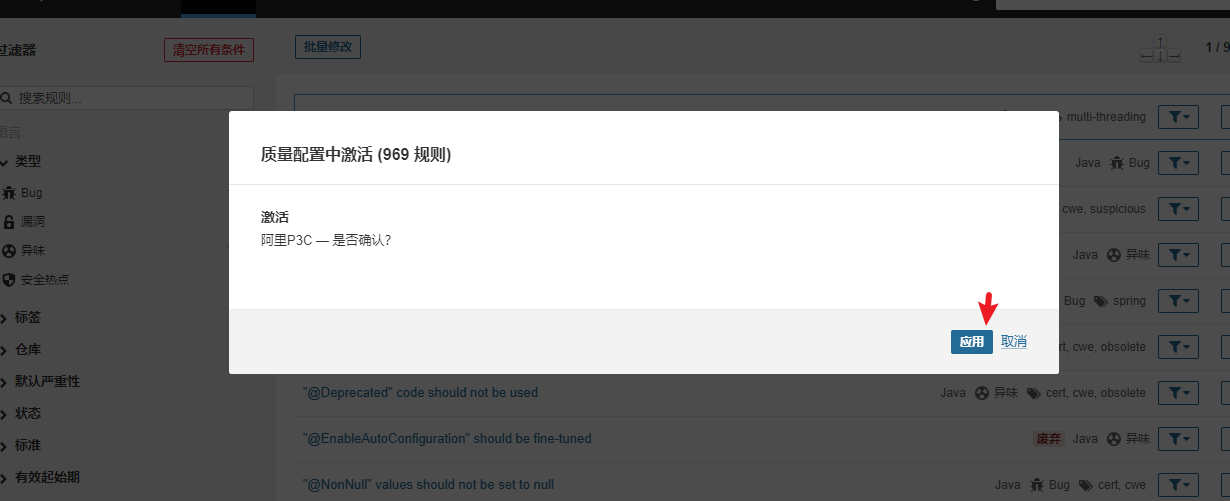 过滤器
清空所有条件
批量修改
1 / 9
搜索规则...
语言
类型
Bug
漏洞
异味
安全热点
标签
仓库
默认严重性
状态
标准
有效起始期
multi-threading
Java Bug
cwe, suspicious
Java 异味
Bug spring
cert, cwe, obsolete
质量配置中激活 (969 规则)
激活
阿里P3C — 是否确认?
应用 取消
"@Deprecated" code should not be used
Java 异味 cert, cwe, obsolete
"@EnableAutoConfiguration" should be fine-tuned
废弃 Java 异味
"@NonNull" values should not be set to null
Java Bug cert, cwe